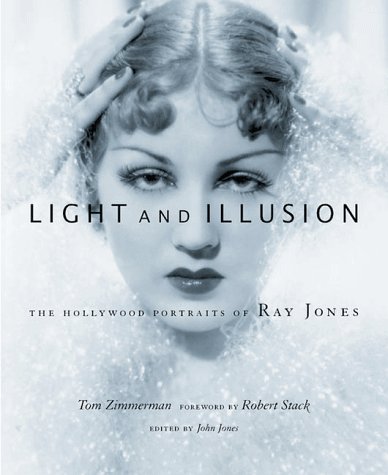 LIGHT AND ILLUSION
THE HOLLYWOOD PORTRAITS OF RAY JONES
Tom Zimmerman FOREWORD BY Robert Stack
EDITED BY John Jones